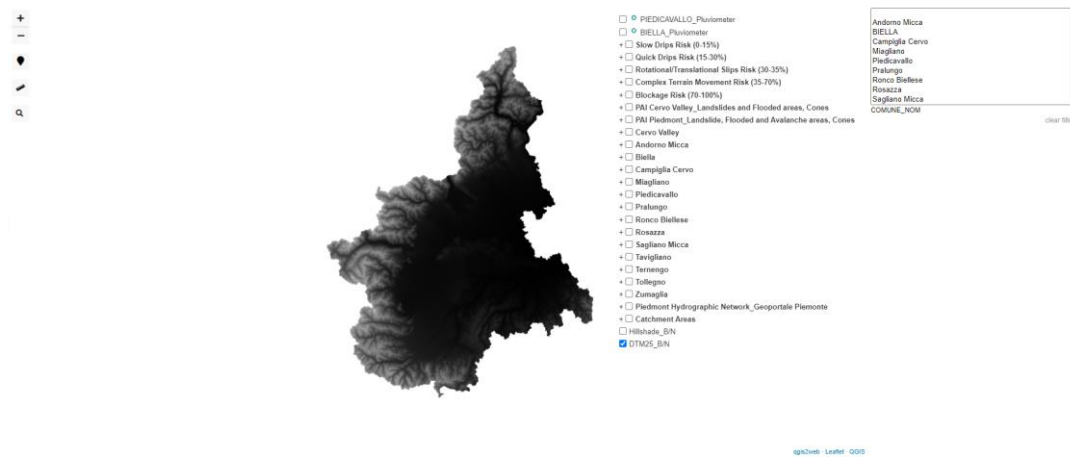 +
−
PIEDICAVALLO_Pluviometer
BIELLA_Pluviometer
+ Slow Drips Risk (0-15%)
+ Quick Drips Risk (15-30%)
+ Rotational/Translational Slips Risk (30-35%)
+ Complex Terrain Movement Risk (35-70%)
+ Blockage Risk (70-100%)
+ PAI Cervo Valley_Landslides and Flooded areas, Cones
+ PAI Piedmont_Landslide, Flooded and Avalanche areas, Cones
+ Cervo Valley
+ Andorno Micca
+ Biella
+ Campiglia Cervo
+ Miagliano
+ Piedicavallo
+ Pralungo
+ Ronco Biellese
+ Rosazza
+ Sagliano Micca
+ Tavigliano
+ Ternengo
+ Tollegno
+ Zumaglia
+ Piedmont Hydrographic Network_Geoportale Piemonte
+ Catchment Areas
Hillshade_B/N
DTM25_B/N
Andorno Micca
BIELLA
Campiglia Cervo
Miagliano
Piedicavallo
Pralungo
Ronco Biellese
Rosazza
Sagliano Micca
COMUNE_NOM
clear
qgis2web · Leaflet · QGIS